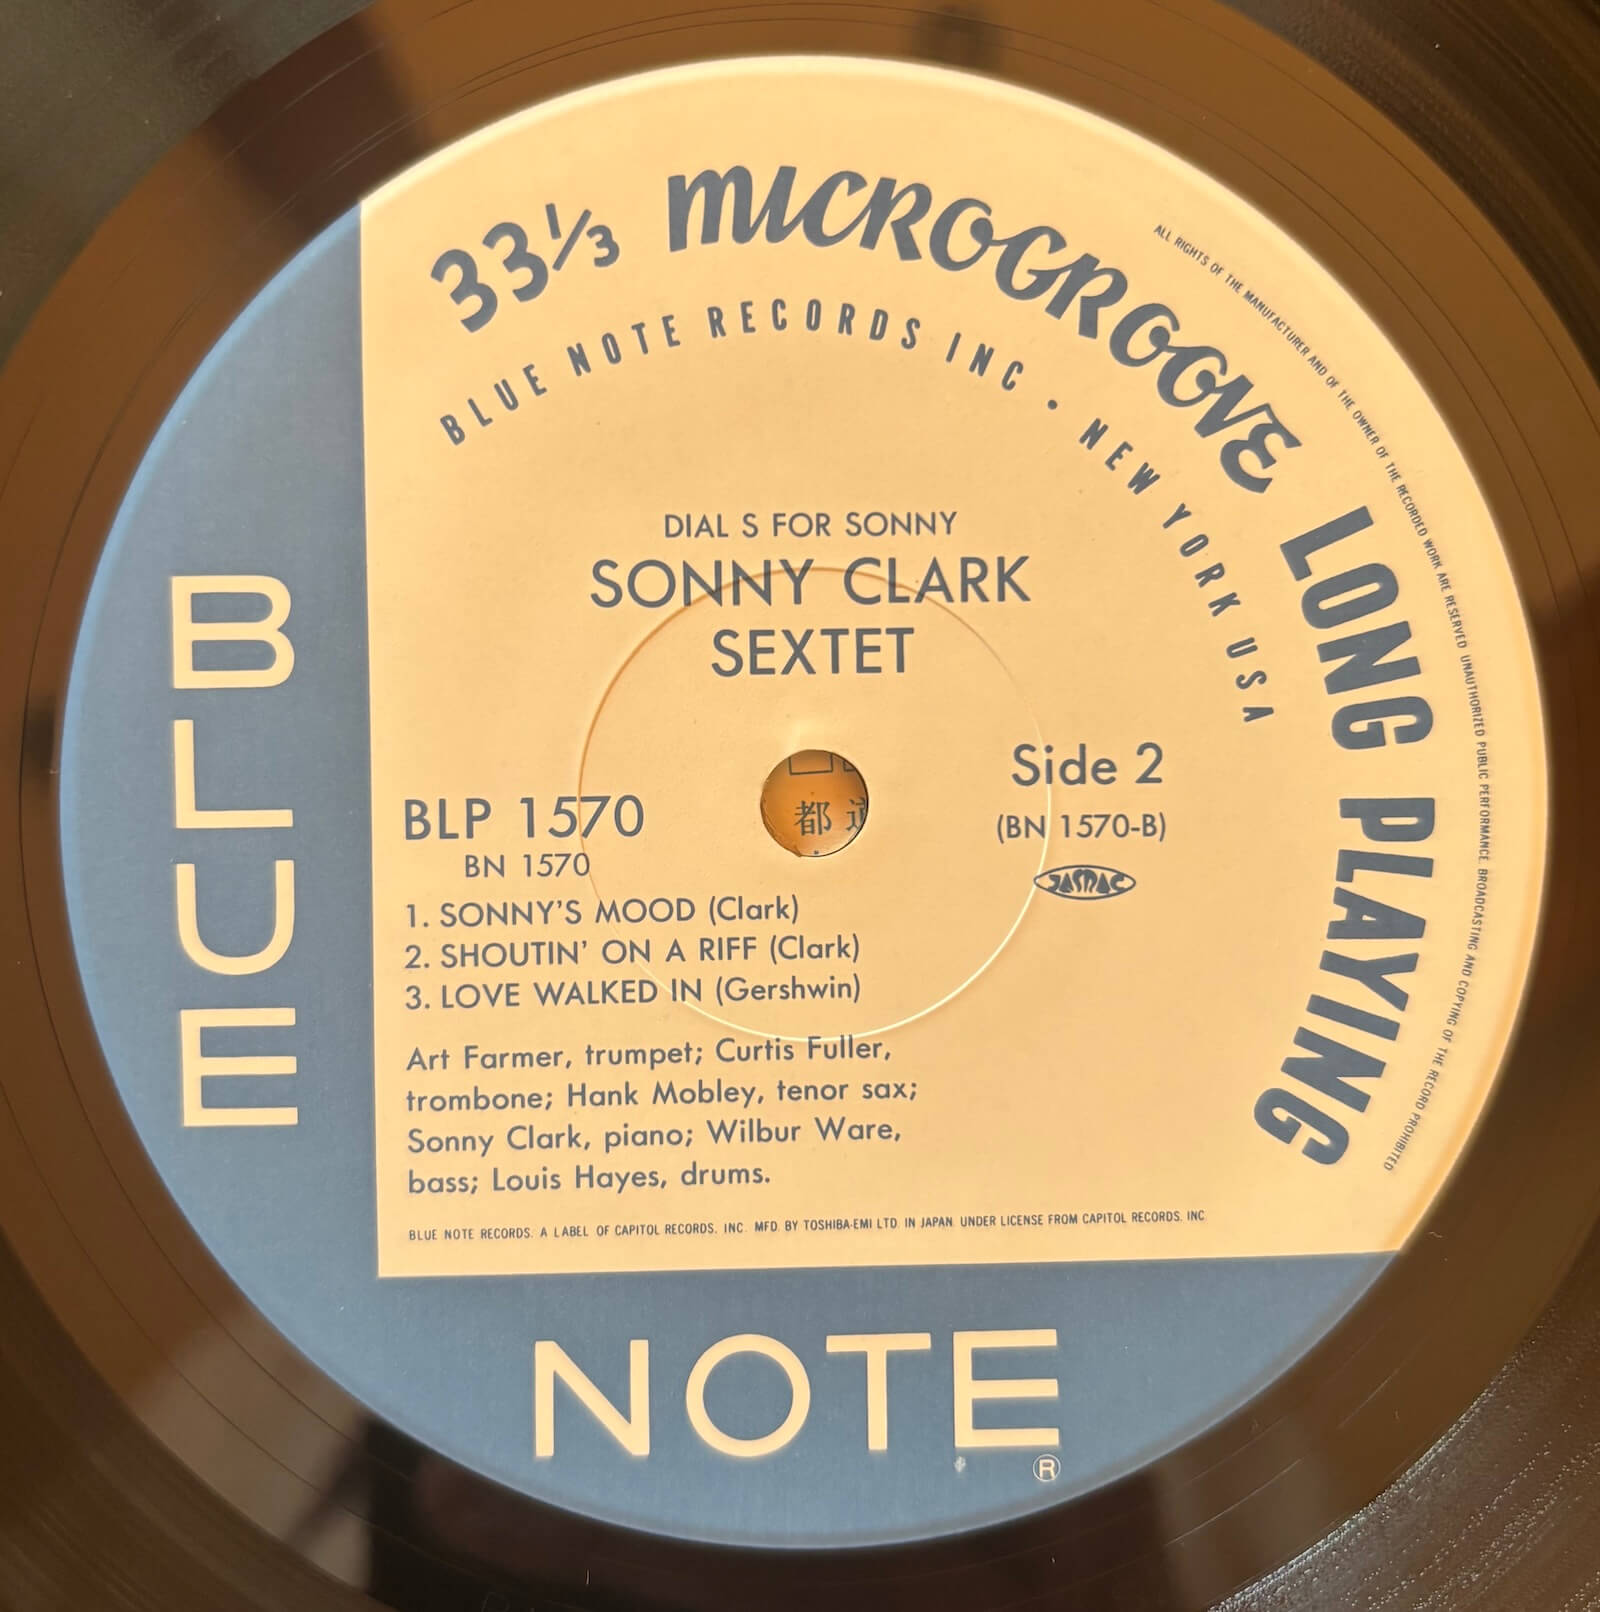 33⅓ MICROGROOVE LONG PLAYING
BLUE NOTE RECORDS INC • NEW YORK USA
ALL RIGHTS OF THE MANUFACTURER AND OF THE OWNER OF THE RECORDED WORK ARE RESERVED UNAUTHORIZED PUBLIC PERFORMANCE BROADCASTING AND COPYING OF THE RECORD PROHIBITED
DIAL S FOR SONNY
SONNY CLARK
SEXTET
BLUE
Side 2
(BN 1570-B)
JASRAC
BLP 1570
BN 1570
都
1. SONNY'S MOOD (Clark)
2. SHOUTIN' ON A RIFF (Clark)
3. LOVE WALKED IN (Gershwin)
Art Farmer, trumpet; Curtis Fuller,
trombone; Hank Mobley, tenor sax;
Sonny Clark, piano; Wilbur Ware,
bass; Louis Hayes, drums.
BLUE NOTE RECORDS. A LABEL OF CAPITOL RECORDS. INC. MFD. BY TOSHIBA-EMI LTD. IN JAPAN. UNDER LICENSE FROM CAPITOL RECORDS. INC
NOTE
®